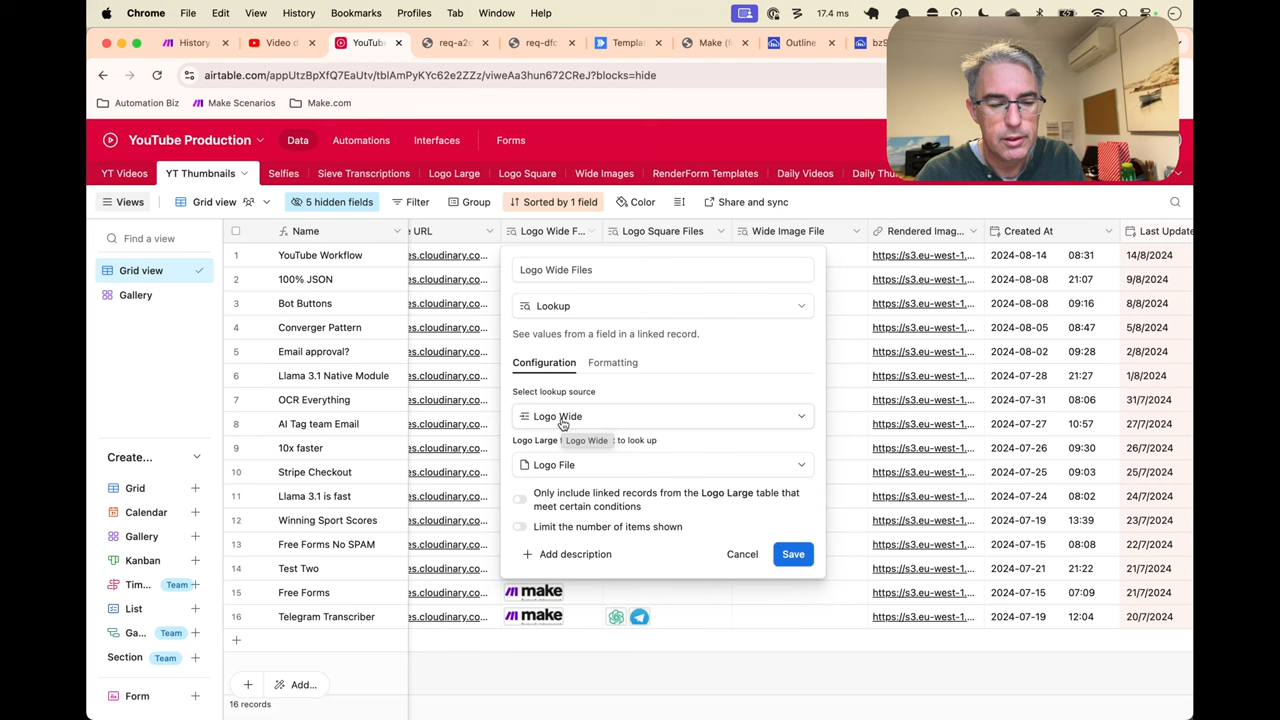 Chrome File Edit View History Bookmarks Profiles Tab Window Help 17.4 ms
History Video d YouTube req-a2c req-dfc Templa Make (f Outline bz9
airtable.com/appUtzBpXfQ7EaUtv/tblAmPyKYc62e2ZZz/viweAa3hun672CReJ?blocks=hide
Automation Biz Make Scenarios Make.com
YouTube Production Data Automations Interfaces Forms
YT Videos YT Thumbnails Selfies Sieve Transcriptions Logo Large Logo Square Wide Images RenderForm Templates Daily Videos Daily Thu
Views Grid view 5 hidden fields Filter Group Sorted by 1 field Color Share and sync
Find a view
Grid view
Gallery
Create...
Grid
Calendar
Gallery
Kanban
Tim... Team
List
Ga... Team
Section Team
Form
Name URL Logo Wide F... Logo Square Files Wide Image File Rendered Imag... Created At Last Update
1 YouTube Workflow es.cloudinary.co... https://s3.eu-west-1... 2024-08-14 08:31 14/8/2024
2 100% JSON es.cloudinary.co... https://s3.eu-west-1... 2024-08-08 21:07 9/8/2024
3 Bot Buttons es.cloudinary.co... https://s3.eu-west-1... 2024-08-08 09:16 8/8/2024
4 Converger Pattern es.cloudinary.co... https://s3.eu-west-1... 2024-08-05 08:47 5/8/2024
5 Email approval? es.cloudinary.co... https://s3.eu-west-1... 2024-08-02 09:28 2/8/2024
6 Llama 3.1 Native Module es.cloudinary.co... https://s3.eu-west-1... 2024-07-28 21:27 1/8/2024
7 OCR Everything es.cloudinary.co... https://s3.eu-west-1... 2024-07-31 08:06 31/7/2024
8 AI Tag team Email es.cloudinary.co... https://s3.eu-west-1... 2024-07-27 10:57 27/7/2024
9 10x faster es.cloudinary.co... https://s3.eu-west-1... 2024-07-25 09:30 26/7/2024
10 Stripe Checkout es.cloudinary.co... https://s3.eu-west-1... 2024-07-25 09:03 25/7/2024
11 Llama 3.1 is fast es.cloudinary.co... https://s3.eu-west-1... 2024-07-24 08:02 24/7/2024
12 Winning Sport Scores es.cloudinary.co... https://s3.eu-west-1... 2024-07-19 13:39 22/7/2024
13 Free Forms No SPAM es.cloudinary.co... https://s3.eu-west-1... 2024-07-15 08:08 22/7/2024
14 Test Two es.cloudinary.co... https://s3.eu-west-1... 2024-07-14 21:22 21/7/2024
15 Free Forms es.cloudinary.co... make https://s3.eu-west-1... 2024-07-15 07:09 21/7/2024
16 Telegram Transcriber es.cloudinary.co... make https://s3.eu-west-1... 2024-07-19 12:04 20/7/2024
Logo Wide Files
Lookup
See values from a field in a linked record.
Configuration Formatting
Select lookup source
Logo Wide
Logo Large Logo Wide to look up
Logo File
Only include linked records from the Logo Large table that
meet certain conditions
Limit the number of items shown
Add description Cancel Save
Add...
16 records